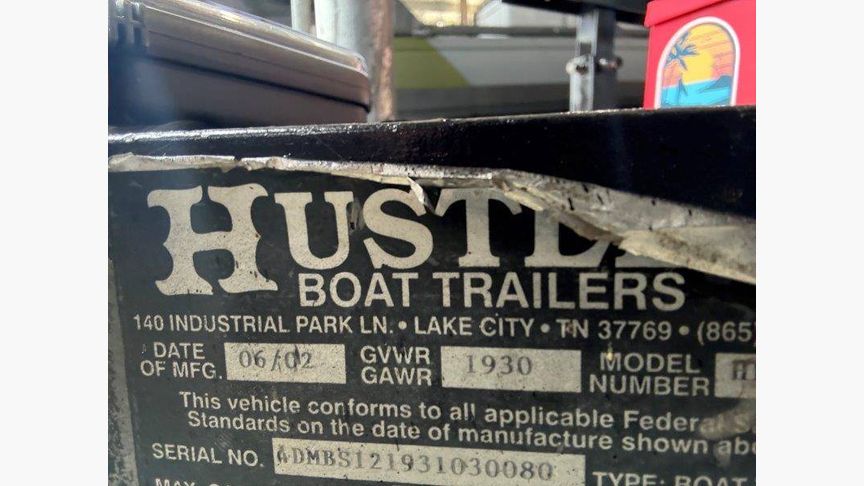 HUSTL
BOAT TRAILERS
140 INDUSTRIAL PARK LN. • LAKE CITY • TN 37769 • (865)
DATE OF MFG. 06/02 GVWR GAWR 1930 MODEL NUMBER H
This vehicle conforms to all applicable Federal S
Standards on the date of manufacture shown abo
SERIAL NO. 4DMBS121931030080
TYPE: BOAT